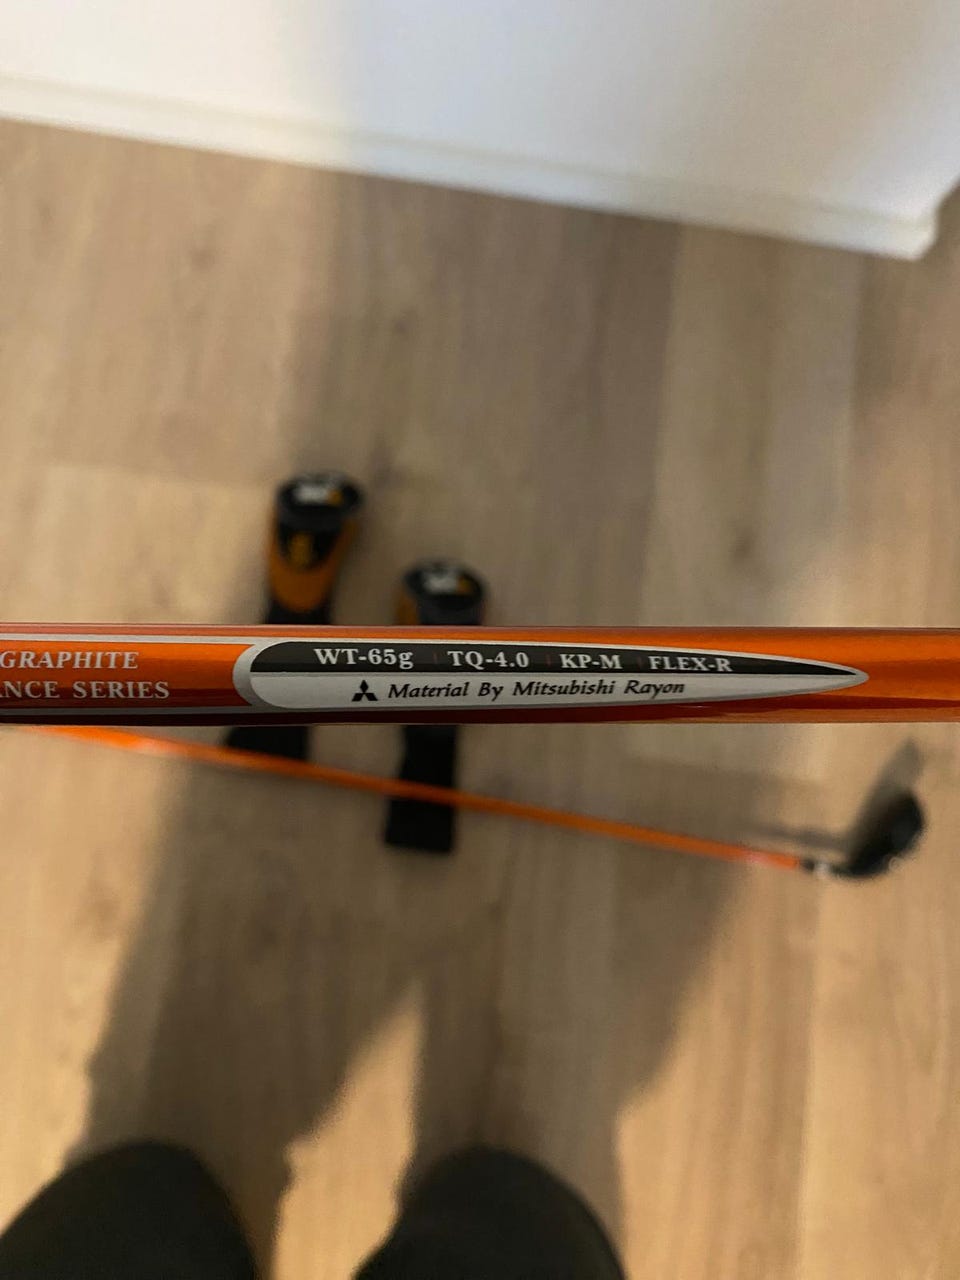 GRAPHITE
ANCE SERIES
WT-65g TQ-4.0 KP-M FLEX-R
Material By Mitsubishi Rayon